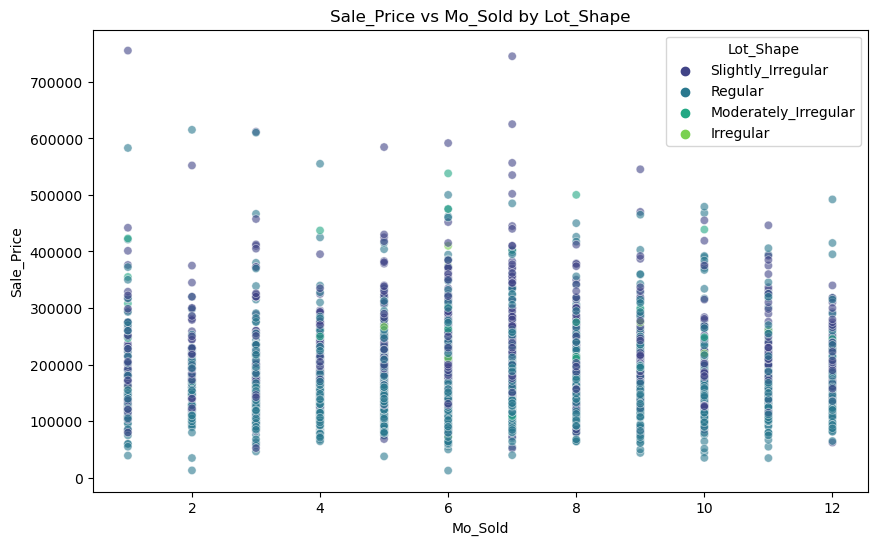 Sale_Price vs Mo_Sold by Lot_Shape
Lot_Shape
Slightly_Irregular
Regular
Moderately_Irregular
Irregular
Sale_Price
700000
600000
500000
400000
300000
200000
100000
0
2 4 6 8 10 12
Mo_Sold